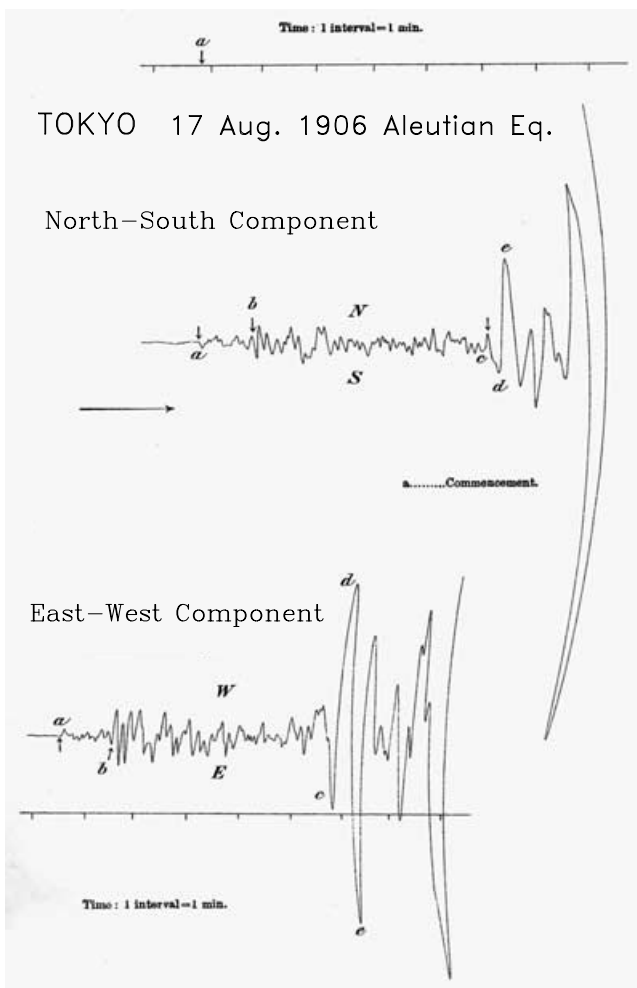 Time: 1 interval=1 min.
a
TOKYO 17 Aug. 1906 Aleutian Eq.
North-South Component
e
b
N
a
c
S
d
a.........Commencement.
d
East-West Component
W
a
b
E
c
Time: 1 interval=1 min.
e